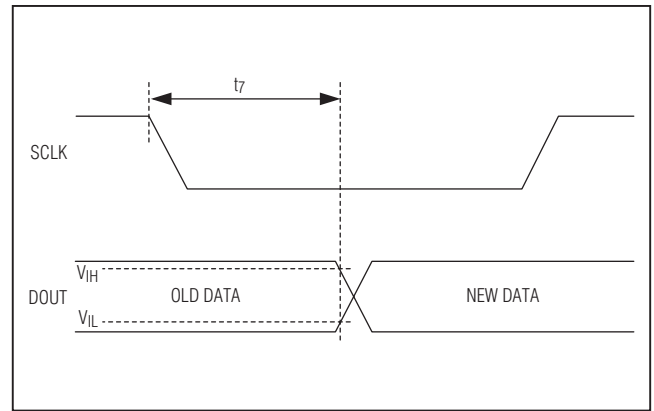 t7
SCLK
VIH
DOUT
OLD DATA
NEW DATA
VIL